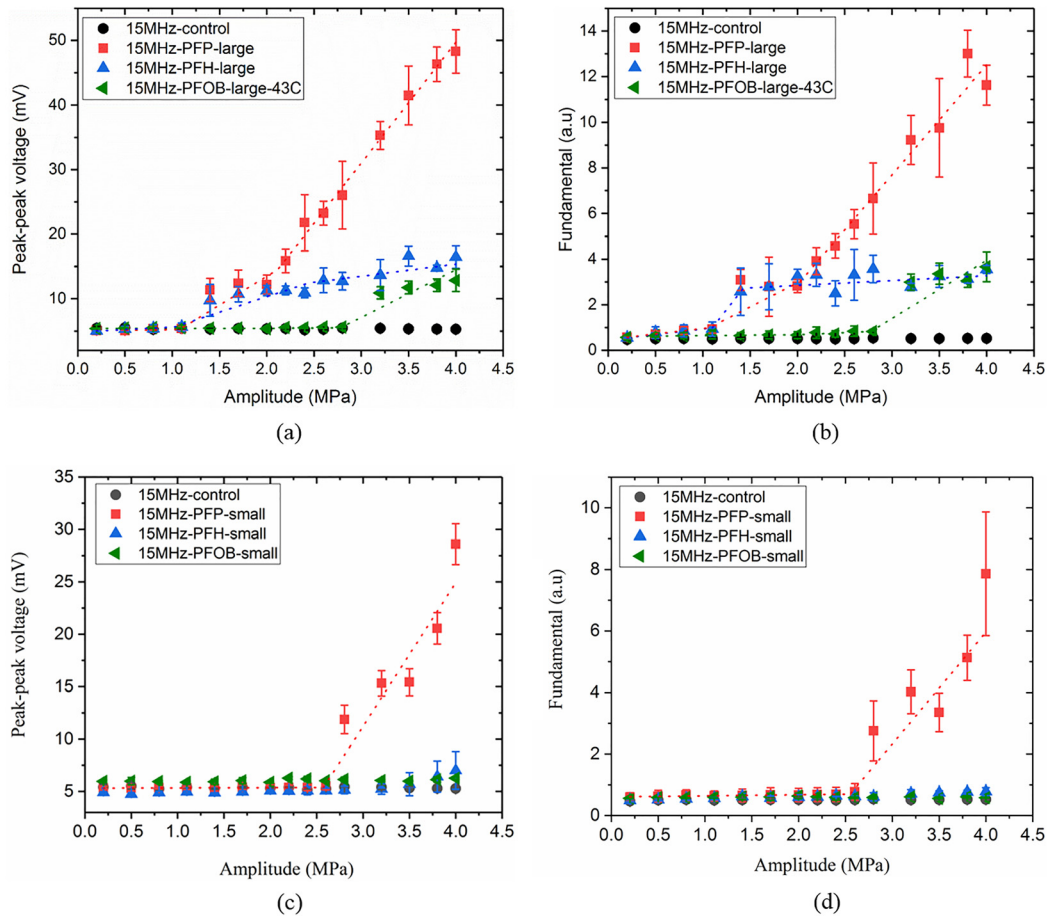 15MHz-control
15MHz-PFP-large
15MHz-PFH-large
15MHz-PFOB-large-43C
Peak-peak voltage (mV)
50
40
30
20
10
0.0 0.5 1.0 1.5 2.0 2.5 3.0 3.5 4.0 4.5
Amplitude (MPa)
(a)
15MHz-control
15MHz-PFP-large
15MHz-PFH-large
15MHz-PFOB-large-43C
Fundamental (a.u)
14
12
10
8
6
4
2
0
0.0 0.5 1.0 1.5 2.0 2.5 3.0 3.5 4.0 4.5
Amplitude (MPa)
(b)
15MHz-control
15MHz-PFP-small
15MHz-PFH-small
15MHz-PFOB-small
Peak-peak voltage (mV)
35
30
25
20
15
10
5
0.0 0.5 1.0 1.5 2.0 2.5 3.0 3.5 4.0 4.5
Amplitude (MPa)
(c)
15MHz-control
15MHz-PFP-small
15MHz-PFH-small
15MHz-PFOB-small
Fundamental (a.u)
10
8
6
4
2
0
0.0 0.5 1.0 1.5 2.0 2.5 3.0 3.5 4.0 4.5
Amplitude (MPa)
(d)